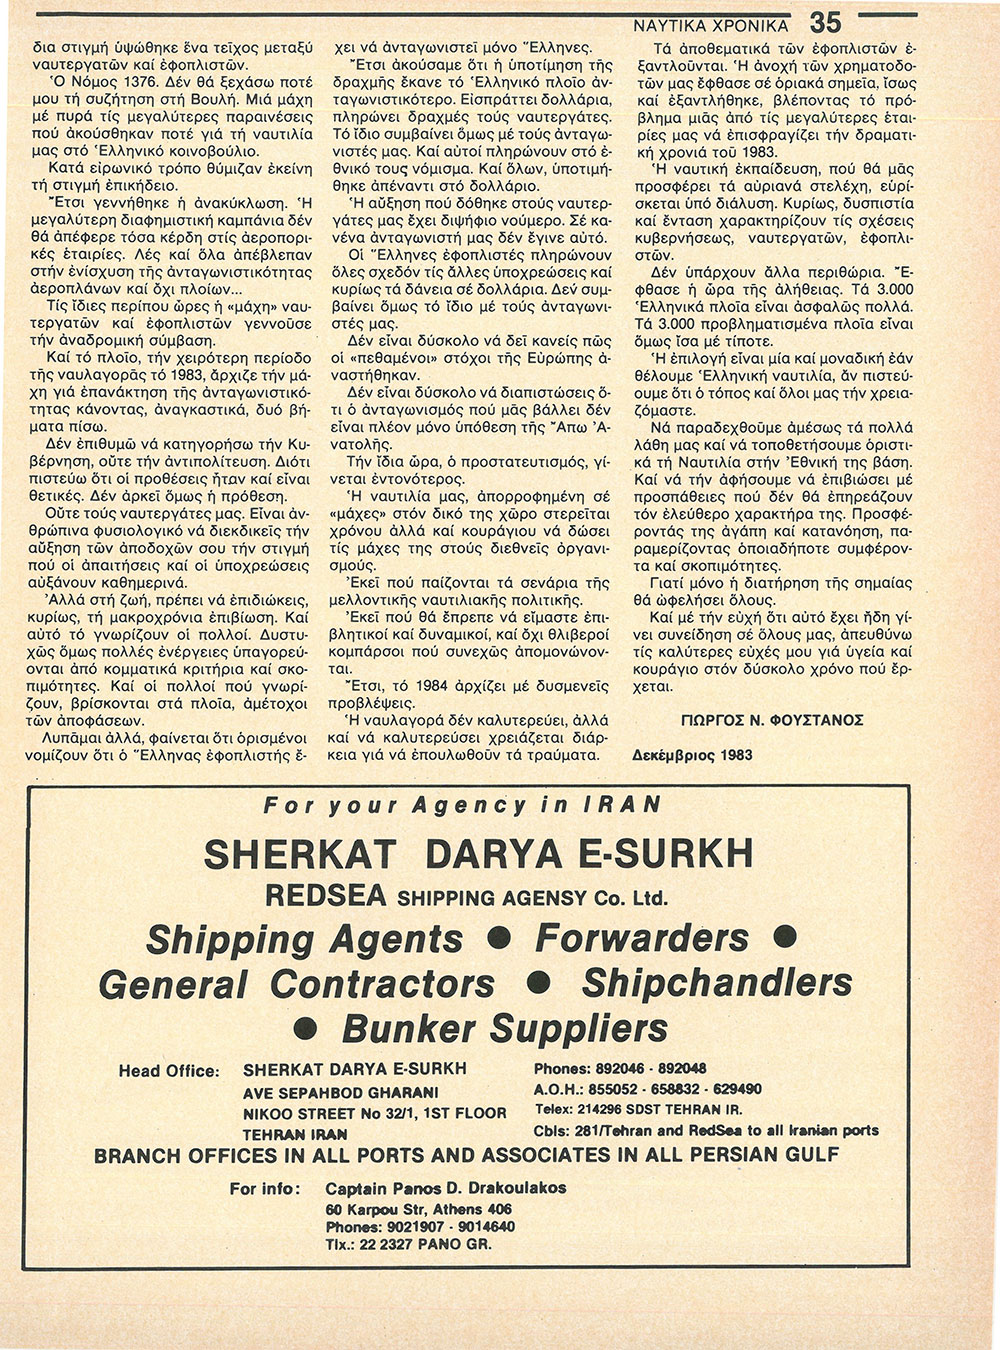 ΝΑΥΤΙΚΑ ΧΡΟΝΙΚΑ 35
δια στιγμή ὑψώθηκε ἕνα τεῖχος μεταξύ
ναυτεργατῶν καί ἐφοπλιστῶν.
Ὁ Νόμος 1376. Δέν θά ξεχάσω ποτέ
μου τή συζήτηση στή Βουλή. Μιά μάχη
μέ πυρά τίς μεγαλύτερες παραινέσεις
πού ἀκούσθηκαν ποτέ γιά τή ναυτιλία
μας στό Ἑλληνικό κοινοβούλιο.
Κατά εἰρωνικό τρόπο θύμιζαν ἐκείνη
τή στιγμή ἐπικήδειο.
Ἔτσι γεννήθηκε ἡ ἀνακύκλωση. Ἡ
μεγαλύτερη διαφημιστική καμπάνια δέν
θά ἀπέφερε τόσα κέρδη στίς ἀεροπορι-
κές ἑταιρίες. Λές καί ὅλα ἀπέβλεπαν
στήν ἐνίσχυση τῆς ἀνταγωνιστικότητας
ἀεροπλάνων καί ὄχι πλοίων...
Τίς ἴδιες περίπου ὧρες ἡ «μάχη» ναυ-
τεργατῶν καί ἐφοπλιστῶν γεννοῦσε
τήν ἀναδρομική σύμβαση.
Καί τό πλοῖο, τήν χειρότερη περίοδο
τῆς ναυλαγορᾶς τό 1983, ἄρχιζε τήν μά-
χη γιά ἐπανάκτηση τῆς ἀνταγωνιστικό-
τητας κάνοντας, ἀναγκαστικά, δυό βή-
ματα πίσω.
Δέν ἐπιθυμῶ νά κατηγορήσω τήν Κυ-
βέρνηση, οὔτε τήν ἀντιπολίτευση. Διότι
πιστεύω ὅτι οἱ προθέσεις ἦταν καί εἶναι
θετικές. Δέν ἀρκεῖ ὅμως ἡ πρόθεση.
Οὔτε τούς ναυτεργάτες μας. Εἶναι ἀν-
θρώπινα φυσιολογικό νά διεκδικεῖς τήν
αὔξηση τῶν ἀποδοχῶν σου τήν στιγμή
πού οἱ ἀπαιτήσεις καί οἱ ὑποχρεώσεις
αὐξάνουν καθημερινά.
Ἀλλά στή ζωή, πρέπει νά ἐπιδιώκεις,
κυρίως, τή μακροχρόνια ἐπιβίωση. Καί
αὐτό τό γνωρίζουν οἱ πολλοί. Δυστυ-
χῶς ὅμως πολλές ἐνέργειες ὑπαγορεύ-
ονται ἀπό κομματικά κριτήρια καί σκο-
πιμότητες. Καί οἱ πολλοί πού γνωρί-
ζουν, βρίσκονται στά πλοῖα, ἀμέτοχοι
τῶν ἀποφάσεων.
Λυπᾶμαι ἀλλά, φαίνεται ὅτι ὁρισμένοι
νομίζουν ὅτι ὁ Ἕλληνας ἐφοπλιστής ἔ-
χει νά ἀνταγωνιστεῖ μόνο Ἕλληνες.
Ἔτσι ἀκούσαμε ὅτι ἡ ὑποτίμηση τῆς
δραχμῆς ἔκανε τό Ἑλληνικό πλοῖο ἀν-
ταγωνιστικότερο. Εἰσπράττει δολλάρια,
πληρώνει δραχμές τούς ναυτεργάτες.
Τό ἴδιο συμβαίνει ὅμως μέ τούς ἀνταγω-
νιστές μας. Καί αὐτοί πληρώνουν στό ἐ-
θνικό τους νόμισμα. Καί ὅλων, ὑποτιμή-
θηκε ἀπέναντι στό δολλάριο.
Ἡ αὔξηση πού δόθηκε στούς ναυτερ-
γάτες μας ἔχει διψήφιο νούμερο. Σέ κα-
νένα ἀνταγωνιστή μας δέν ἔγινε αὐτό.
Οἱ Ἕλληνες ἐφοπλιστές πληρώνουν
ὅλες σχεδόν τίς ἄλλες ὑποχρεώσεις καί
κυρίως τά δάνεια σέ δολλάρια. Δεν συμ-
βαίνει ὅμως τό ἴδιο μέ τούς ἀνταγωνι-
στές μας.
Δέν εἶναι δύσκολο νά δεῖ κανείς πῶς
οἱ «πεθαμένοι» στόχοι τῆς Εὐρώπης ἀ-
ναστήθηκαν.
Δέν εἶναι δύσκολο νά διαπιστώσεις ὅ-
τι ὁ ἀνταγωνισμός πού μᾶς βάλλει δέν
εἶναι πλέον μόνο ὑπόθεση τῆς Ἄπω Ἀ-
νατολῆς.
Τήν ἴδια ὥρα, ὁ προστατευτισμός, γί-
νεται ἐντονότερος.
Ἡ ναυτιλία μας, ἀπορροφημένη σέ
«μάχες» στόν δικό της χῶρο στερεῖται
χρόνου ἀλλά καί κουράγιου νά δώσει
τίς μάχες της στούς διεθνεῖς ὀργανι-
σμούς.
Ἐκεῖ πού παίζονται τά σενάρια τῆς
μελλοντικῆς ναυτιλιακῆς πολιτικῆς.
Ἐκεῖ πού θά ἔπρεπε νά εἴμαστε ἐπι-
βλητικοί καί δυναμικοί, καί ὄχι θλιβεροί
κομπάρσοι πού συνεχῶς ἀπομονώνον-
ται.
Ἔτσι, τό 1984 ἀρχίζει μέ δυσμενεῖς
προβλέψεις.
Ἡ ναυλαγορά δέν καλυτερεύει, ἀλλά
καί νά καλυτερεύσει χρειάζεται διάρ-
κεια γιά νά ἐπουλωθοῦν τά τραύματα.
Τά ἀποθεματικά τῶν ἐφοπλιστῶν ἐ-
ξαντλοῦνται. Ἡ ἀνοχή τῶν χρηματοδο-
τῶν μας ἔφθασε σέ ὁριακά σημεῖα, ἴσως
καί ἐξαντλήθηκε, βλέποντας τό πρό-
βλημα μιᾶς ἀπό τίς μεγαλύτερες ἑται-
ρίες μας νά ἐπισφραγίζει τήν δραματι-
κή χρονιά τοῦ 1983.
Ἡ ναυτική ἐκπαίδευση, πού θά μᾶς
προσφέρει τά αὐριανά στελέχη, εὑρί-
σκεται ὑπό διάλυση. Κυρίως, δυσπιστία
καί ἔνταση χαρακτηρίζουν τίς σχέσεις
κυβερνήσεως, ναυτεργατῶν, ἐφοπλι-
στῶν.
Δέν ὑπάρχουν ἄλλα περιθώρια. Ἔ-
φθασε ἡ ὥρα τῆς ἀλήθειας. Τά 3.000
Ἑλληνικά πλοῖα εἶναι ἀσφαλῶς πολλά.
Τά 3.000 προβληματισμένα πλοῖα εἶναι
ὅμως ἴσα μέ τίποτε.
Ἡ ἐπιλογή εἶναι μία καί μοναδική ἐάν
θέλουμε Ἑλληνική ναυτιλία, ἄν πιστεύ-
ουμε ὅτι ὁ τόπος καί ὅλοι μας τήν χρεια-
ζόμαστε.
Νά παραδεχθοῦμε ἀμέσως τά πολλά
λάθη μας καί νά τοποθετήσουμε ὁριστι-
κά τή Ναυτιλία στήν Ἐθνική της βάση.
Καί νά τήν ἀφήσουμε νά ἐπιβιώσει μέ
προσπάθειες πού δέν θά ἐπηρεάζουν
τόν ἐλεύθερο χαρακτήρα της. Προσφέ-
ροντάς της ἀγάπη καί κατανόηση, πα-
ραμερίζοντας ὁποιαδήποτε συμφέρον-
τα καί σκοπιμότητες.
Γιατί μόνο ἡ διατήρηση τῆς σημαίας
θά ὠφελήσει ὅλους.
Καί μέ τήν εὐχή ὅτι αὐτό ἔχει ἤδη γί-
νει συνείδηση σέ ὅλους μας, ἀπευθύνω
τίς καλύτερες εὐχές μου γιά ὑγεία καί
κουράγιο στόν δύσκολο χρόνο πού ἔρ-
χεται.
ΓΙΩΡΓΟΣ Ν. ΦΟΥΣΤΑΝΟΣ
Δεκέμβριος 1983
For your Agency in IRAN
SHERKAT DARYA E-SURKH
REDSEA SHIPPING AGENSY Co. Ltd.
Shipping Agents ● Forwarders ●
General Contractors ● Shipchandlers
● Bunker Suppliers
Head Office: SHERKAT DARYA E-SURKH
AVE SEPAHBOD GHARANI
NIKOO STREET No 32/1, 1ST FLOOR
TEHRAN IRAN
Phones: 892046 - 892048
A.O.H.: 855052 - 658832 - 629490
Telex: 214296 SDST TEHRAN IR.
Cbls: 281/Tehran and RedSea to all Iranian ports
BRANCH OFFICES IN ALL PORTS AND ASSOCIATES IN ALL PERSIAN GULF
For info: Captain Panos D. Drakoulakos
60 Karpou Str, Athens 406
Phones: 9021907 - 9014640
Tlx.: 22 2327 PANO GR.